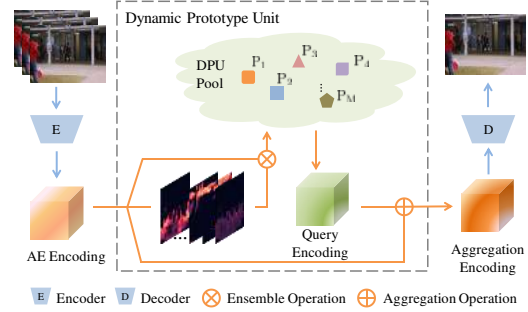 Dynamic Prototype Unit
DPU
Pool
P1
P2
P3
P4
PM
...
E
D
...
AE Encoding
Query
Encoding
Aggregation
Encoding
E Encoder
D Decoder
Ensemble Operation
Aggregation Operation